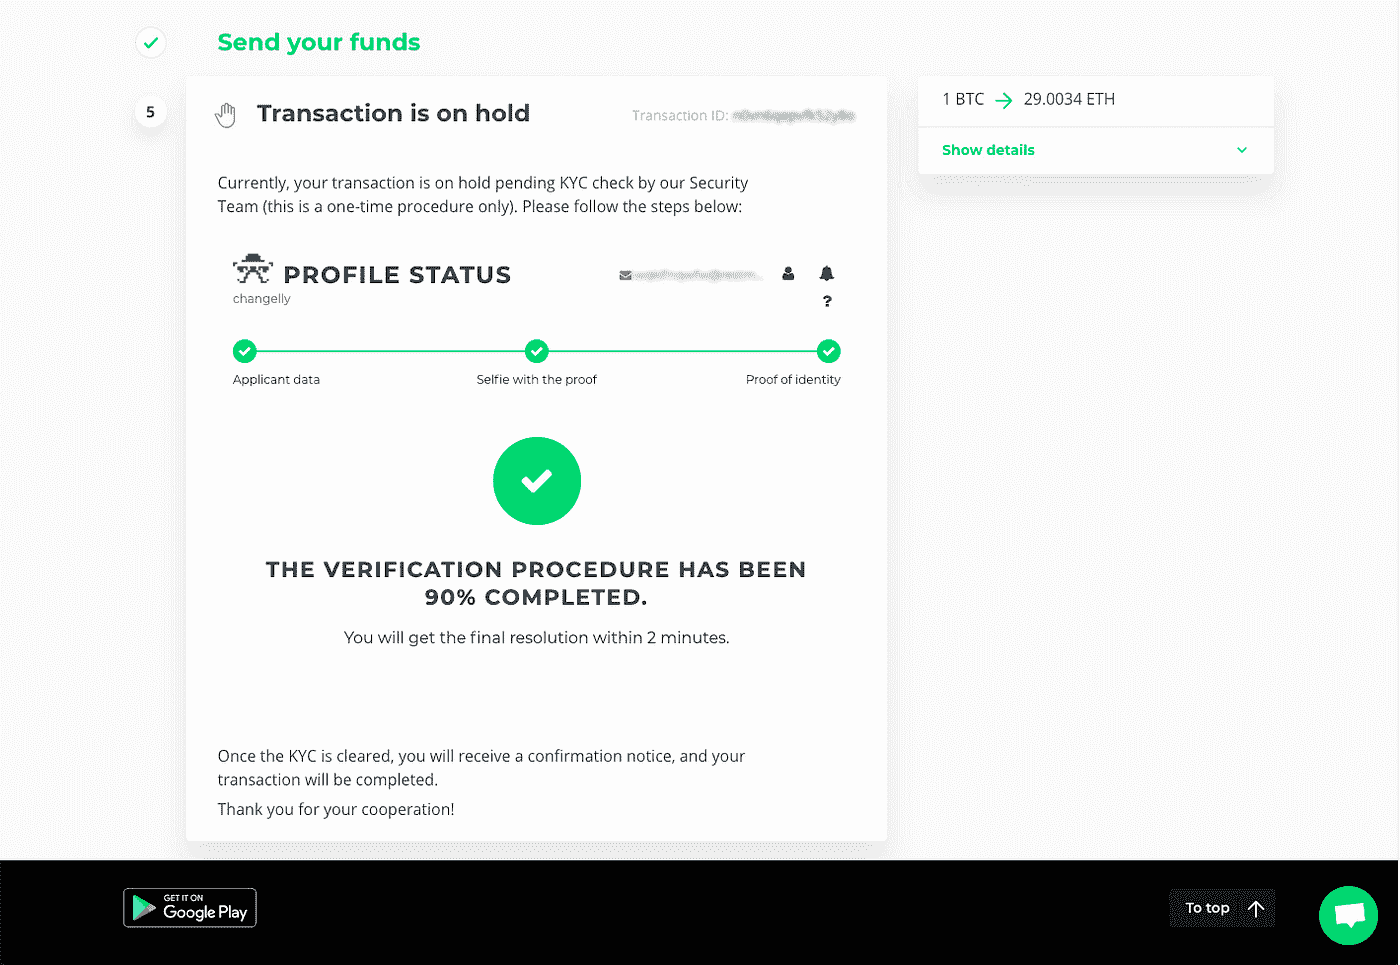 Send your funds
5
Transaction is on hold
Transaction ID:
1 BTC → 29.0034 ETH
Show details
Currently, your transaction is on hold pending KYC check by our Security
Team (this is a one-time procedure only). Please follow the steps below:
PROFILE STATUS
changelly
?
Applicant data
Selfie with the proof
Proof of identity
THE VERIFICATION PROCEDURE HAS BEEN
90% COMPLETED.
You will get the final resolution within 2 minutes.
Once the KYC is cleared, you will receive a confirmation notice, and your
transaction will be completed.
Thank you for your cooperation!
GET IT ON
Google Play
To top